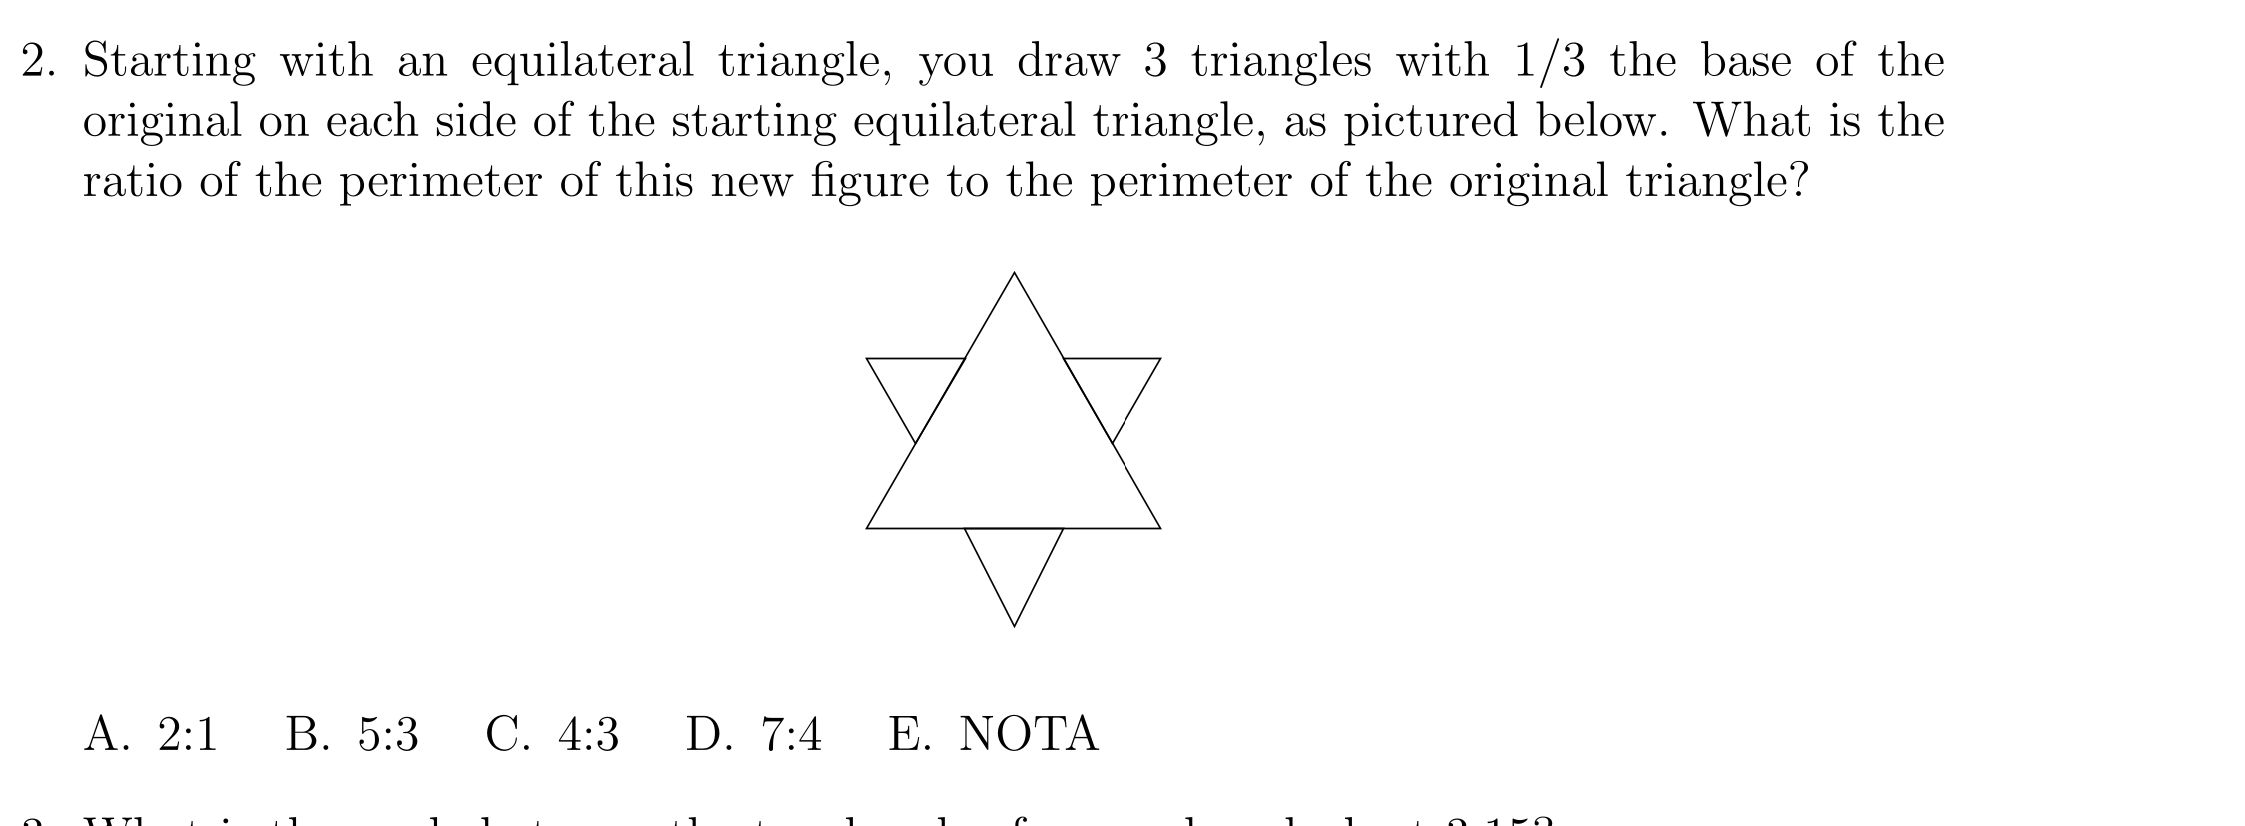 2. Starting with an equilateral triangle, you draw 3 triangles with 1/3 the base of the
original on each side of the starting equilateral triangle, as pictured below. What is the
ratio of the perimeter of this new figure to the perimeter of the original triangle?
A. 2:1 B. 5:3 C. 4:3 D. 7:4 E. NOTA